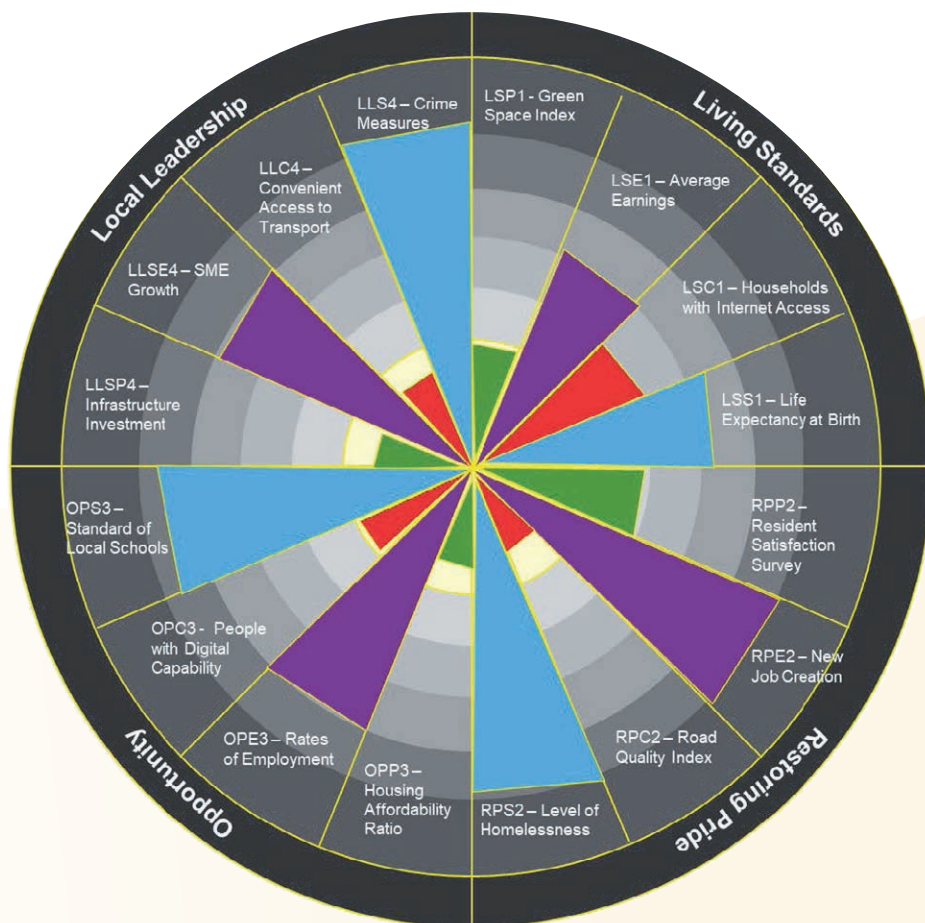 Local Leadership
Living Standards
LLS4 – Crime
Measures
LSP1 - Green
Space Index
LLC4 –
Convenient
Access to
Transport
LSE1 – Average
Earnings
LLSE4 – SME
Growth
LSC1 – Households
with Internet Access
LLSP4 –
Infrastructure
Investment
LSS1 – Life
Expectancy at Birth
OPS3 –
Standard of
Local Schools
RPP2 –
Resident
Satisfaction
Survey
OPC3 - People
with Digital
Capability
RPE2 – New
Job Creation
OPE3 – Rates
of Employment
RPC2 – Road
Quality Index
OPP3 –
Housing
Affordability
Ratio
RPS2 – Level of
Homelessness
Opportunity
Restoring Pride